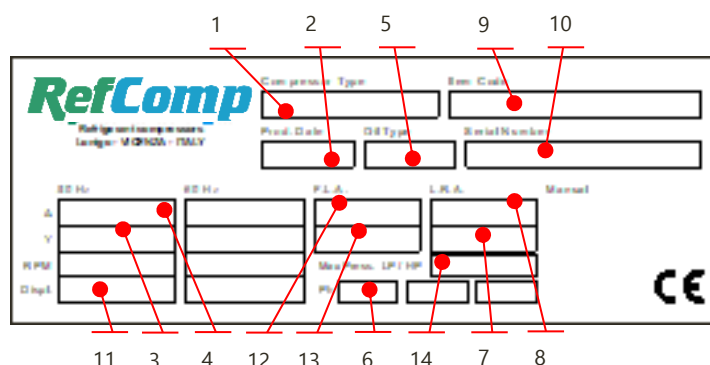 1 2 5 9 10
RefComp
Compressor Type
Item Code
Refrigerant compressors
Lonigo - VICENZA - ITALY
Prod. Date Oil Type Serial Number
50 Hz 60 Hz F.L.A. L.R.A. Manual
Δ
Y
RPM Max Press. LP / HP
Displ.
CE
11 3 4 12 13 6 14 7 8